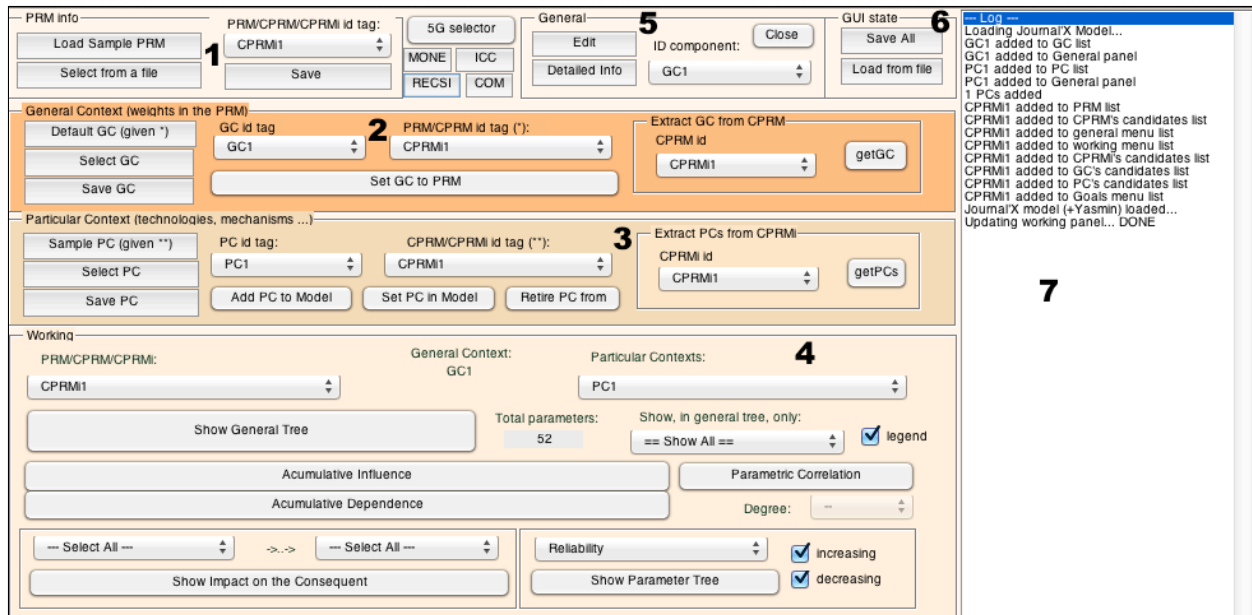 PRM info
Load Sample PRM
Select from a file
1
PRM/CPRM/CPRMi id tag:
CPRMi1
Save
5G selector
MONE
ICC
RECSI
COM
General
5
Edit
Detailed Info
ID component:
GC1
Close
GUI state
6
Save All
Load from file
General Context (weights in the PRM)
Default GC (given *)
Select GC
Save GC
GC id tag
GC1
2
PRM/CPRM id tag (*):
CPRMi1
Set GC to PRM
Extract GC from CPRM
CPRM id
CPRMi1
getGC
Particular Context (technologies, mechanisms ...)
Sample PC (given **)
Select PC
Save PC
PC id tag:
PC1
CPRM/CPRMi id tag (**):
CPRMi1
3
Add PC to Model
Set PC in Model
Retire PC from
Extract PCs from CPRMi
CPRMi id
CPRMi1
getPCs
Working
PRM/CPRM/CPRMi:
CPRMi1
General Context:
GC1
Particular Contexts:
PC1
4
Show General Tree
Total parameters:
52
Show, in general tree, only:
== Show All ==
legend
Acumulative Influence
Parametric Correlation
Acumulative Dependence
Degree:
--
--- Select All ---
->..->
--- Select All ---
Show Impact on the Consequent
Reliability
increasing
Show Parameter Tree
decreasing
--- Log ---
Loading Journal'X Model...
GC1 added to GC list
GC1 added to General panel
PC1 added to PC list
PC1 added to General panel
1 PCs added
CPRMi1 added to PRM list
CPRMi1 added to CPRM's candidates list
CPRMi1 added to general menu list
CPRMi1 added to working menu list
CPRMi1 added to CPRMi's candidates list
CPRMi1 added to GC's candidates list
CPRMi1 added to PC's candidates list
CPRMi1 added to Goals menu list
Journal'X model (+Yasmin) loaded...
Updating working panel... DONE
7